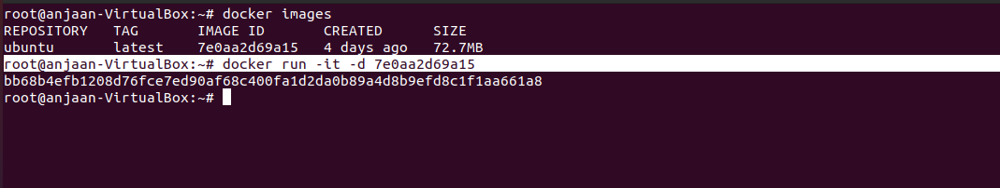 root@anjaan-VirtualBox:~# docker images
REPOSITORY TAG IMAGE ID CREATED SIZE
ubuntu latest 7e0aa2d69a15 4 days ago 72.7MB
root@anjaan-VirtualBox:~# docker run -it -d 7e0aa2d69a15
bb68b4efb1208d76fce7ed90af68c400fa1d2da0b89a4d8b9efd8c1f1aa661a8
root@anjaan-VirtualBox:~#